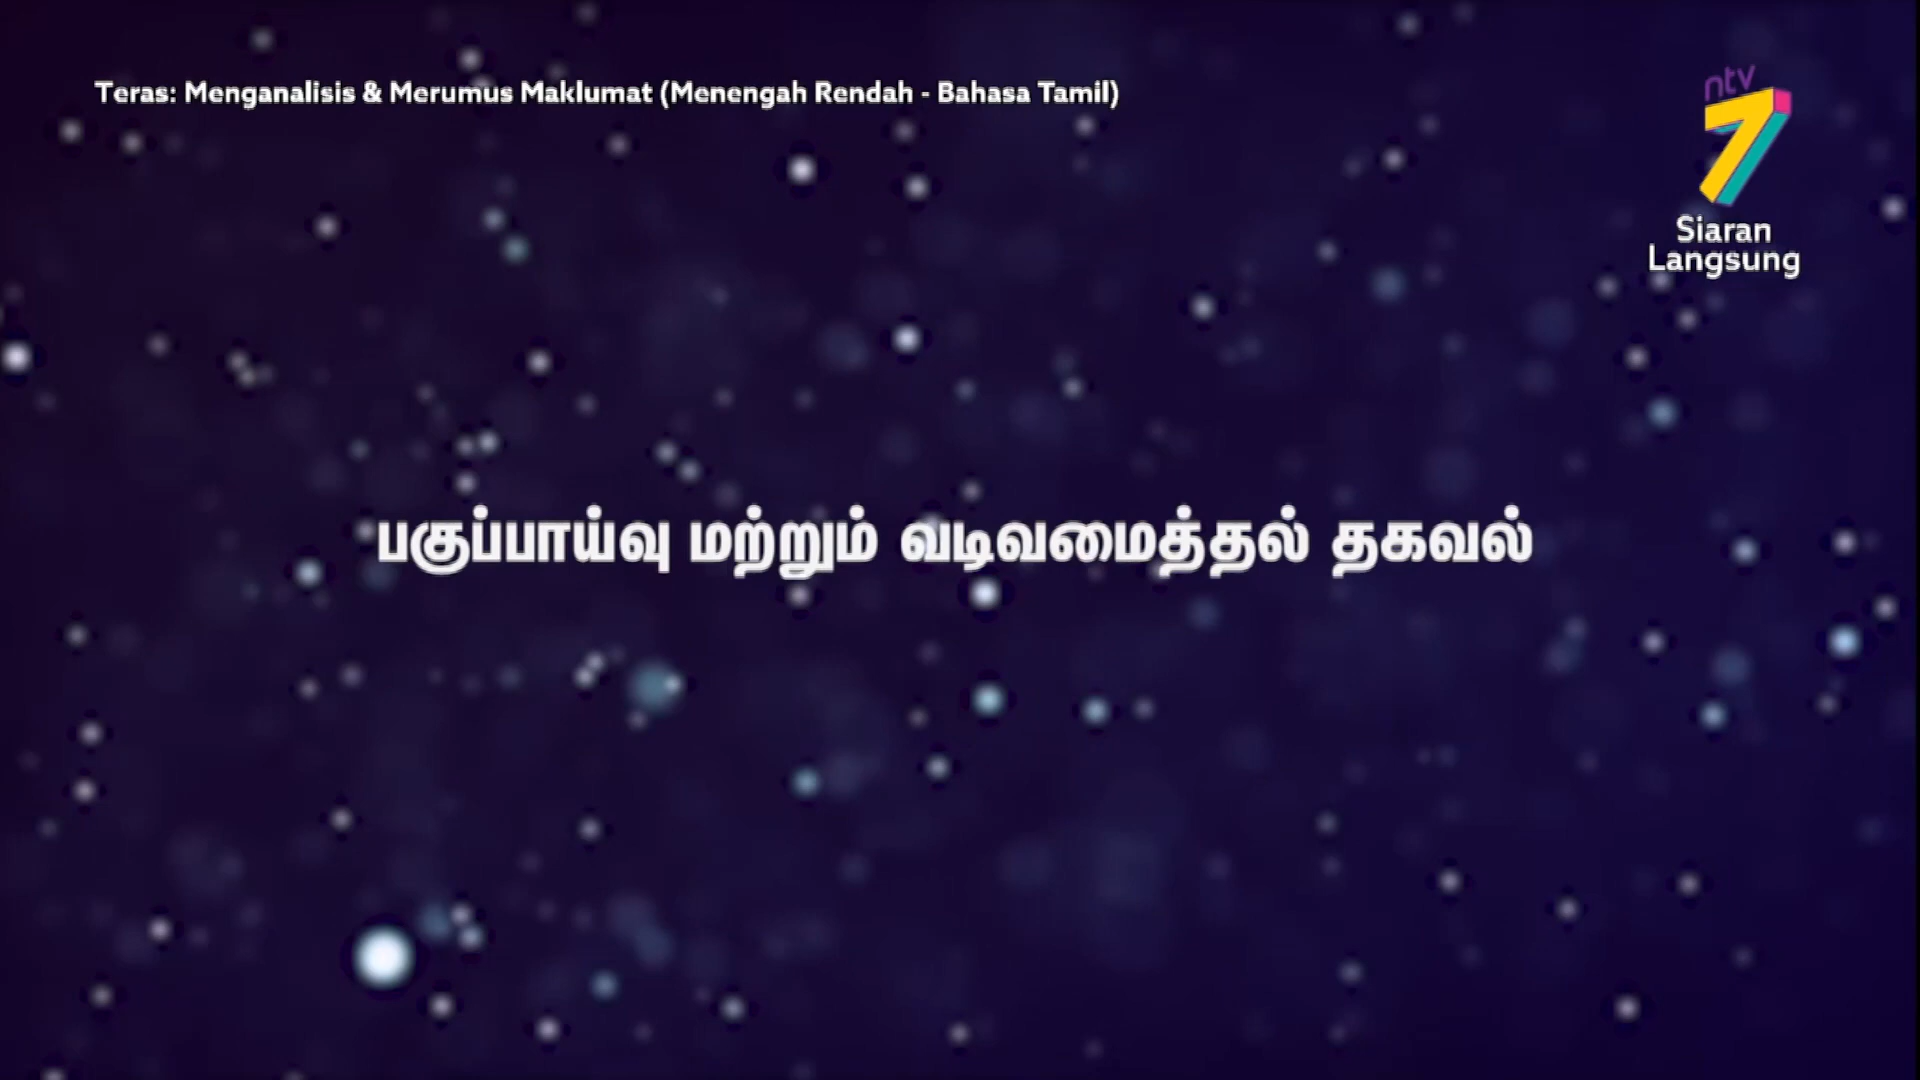 Teras: Menganalisis & Merumus Maklumat (Menengah Rendah - Bahasa Tamil)
ntv
7
Siaran
Langsung
பகுப்பாய்வு மற்றும் வடிவமைத்தல் தகவல்